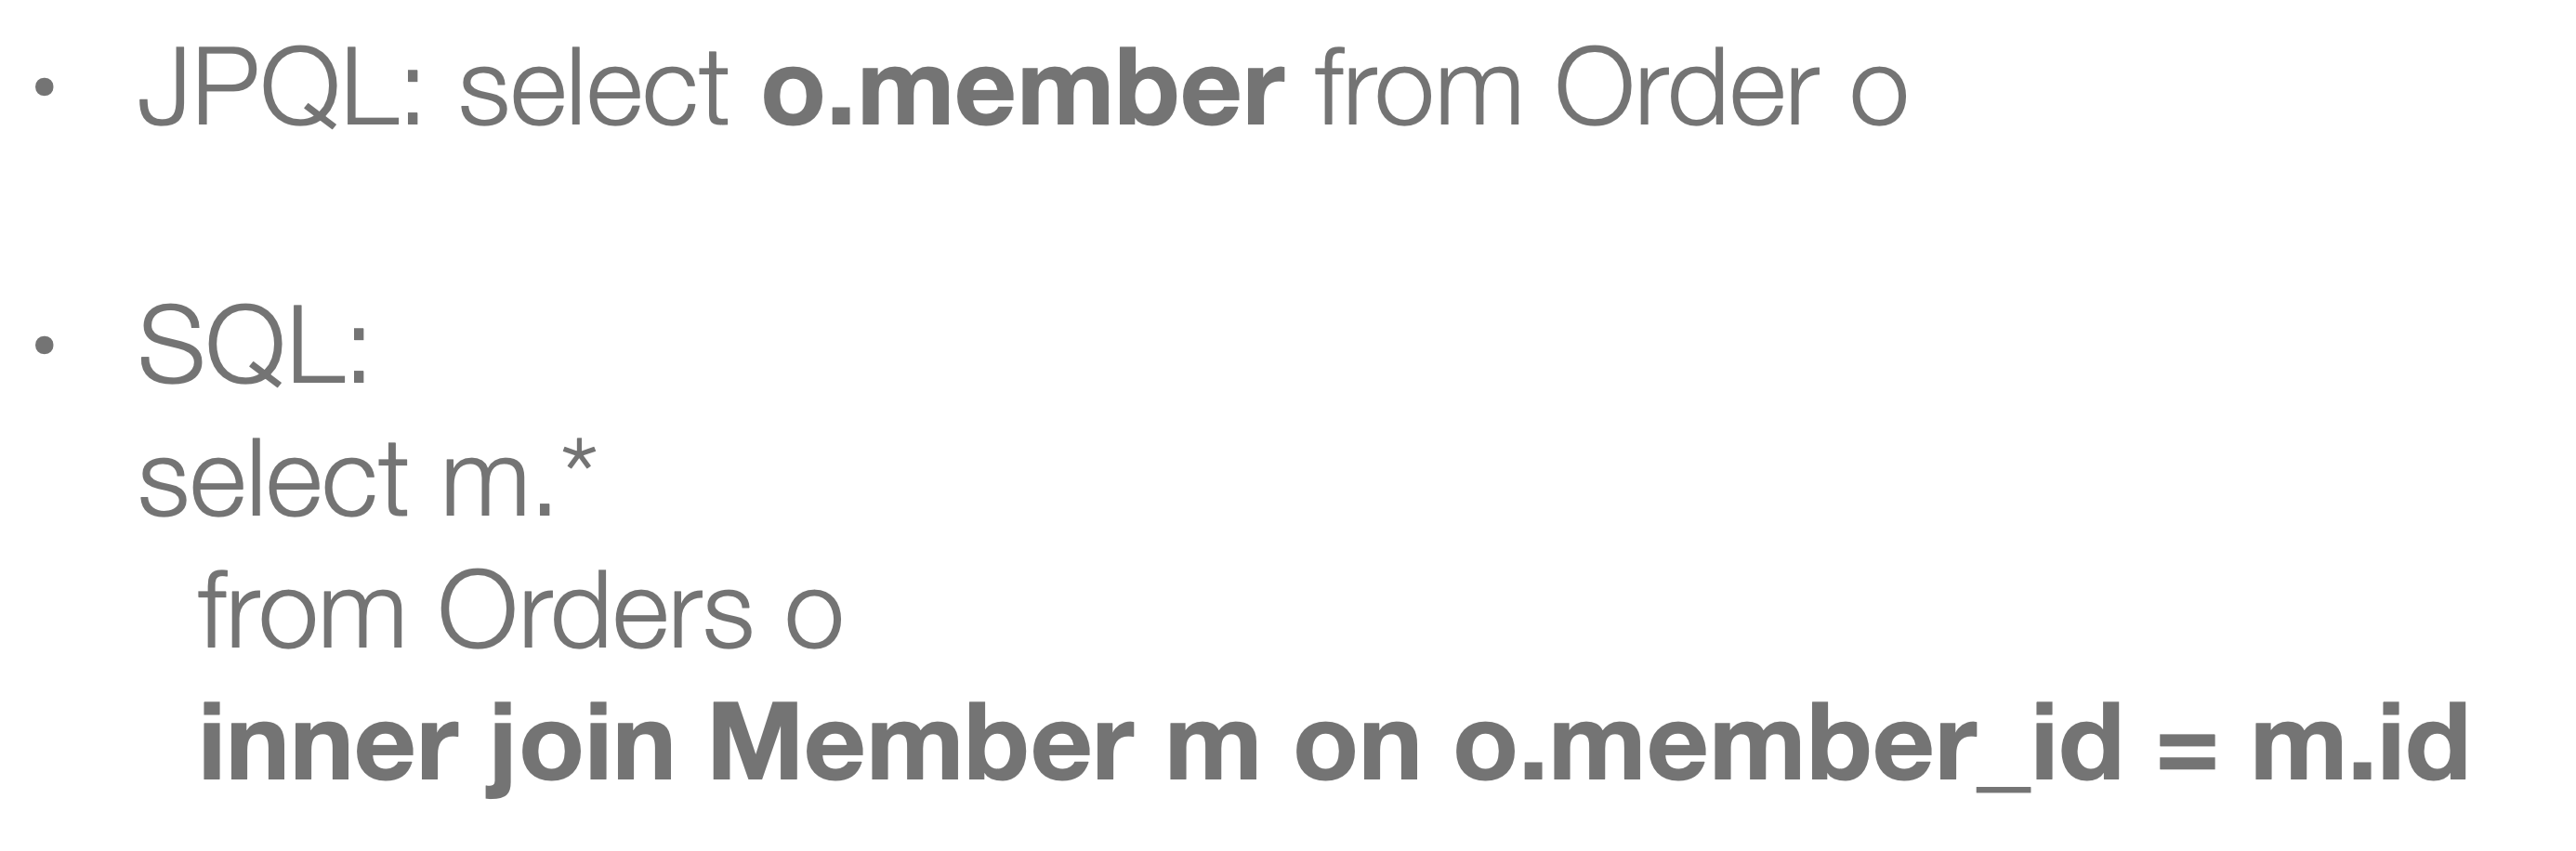 • JPQL: select o.member from Order o
• SQL:
select m.*
from Orders o
inner join Member m on o.member_id = m.id